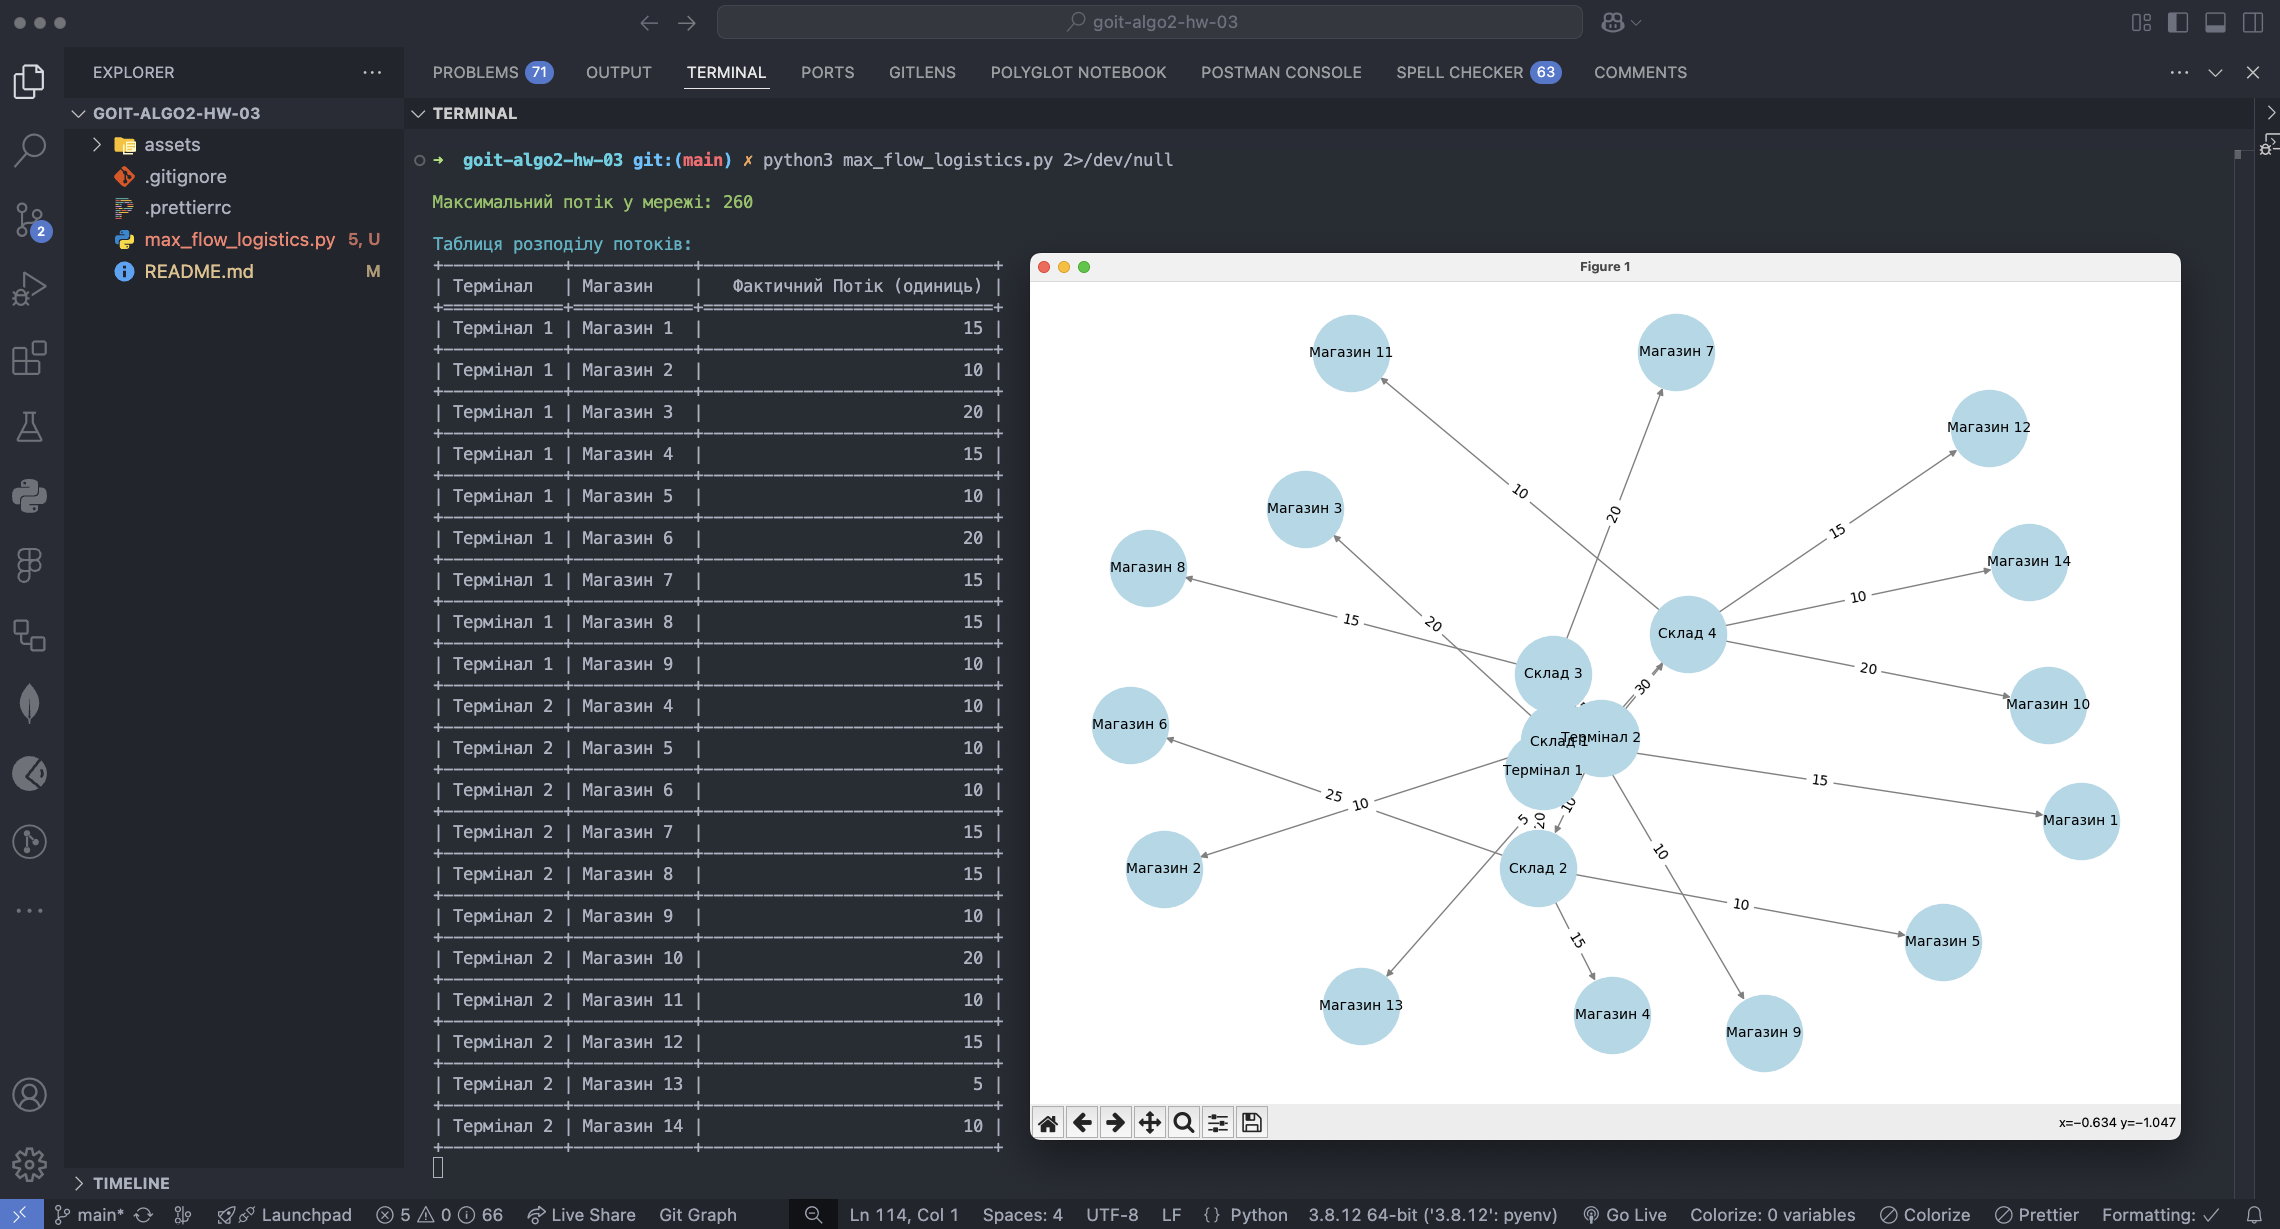 goit-algo2-hw-03
EXPLORER
GOIT-ALGO2-HW-03
assets
.gitignore
.prettierrc
max_flow_logistics.py 5, U
README.md M
TIMELINE
2
PROBLEMS 71 OUTPUT TERMINAL PORTS GITLENS POLYGLOT NOTEBOOK POSTMAN CONSOLE SPELL CHECKER 63 COMMENTS
TERMINAL
goit-algo2-hw-03 git:(main) ✗ python3 max_flow_logistics.py 2>/dev/null
Максимальний потік у мережі: 260
Таблиця розподілу потоків:
| Термінал | Магазин | Фактичний Потік (одиниць) |
| Термінал 1 | Магазин 1 | 15 |
| Термінал 1 | Магазин 2 | 10 |
| Термінал 1 | Магазин 3 | 20 |
| Термінал 1 | Магазин 4 | 15 |
| Термінал 1 | Магазин 5 | 10 |
| Термінал 1 | Магазин 6 | 20 |
| Термінал 1 | Магазин 7 | 15 |
| Термінал 1 | Магазин 8 | 15 |
| Термінал 1 | Магазин 9 | 10 |
| Термінал 2 | Магазин 4 | 10 |
| Термінал 2 | Магазин 5 | 10 |
| Термінал 2 | Магазин 6 | 10 |
| Термінал 2 | Магазин 7 | 15 |
| Термінал 2 | Магазин 8 | 15 |
| Термінал 2 | Магазин 9 | 10 |
| Термінал 2 | Магазин 10 | 20 |
| Термінал 2 | Магазин 11 | 10 |
| Термінал 2 | Магазин 12 | 15 |
| Термінал 2 | Магазин 13 | 5 |
| Термінал 2 | Магазин 14 | 10 |
Figure 1
Магазин 11
Магазин 7
Магазин 12
10
Магазин 3
20
15
Магазин 14
Магазин 8
10
15
20
Склад 4
20
Склад 3
30
Магазин 10
Магазин 6
Склад 1
Термінал 2
Термінал 1
15
25
10
10
5
20
Магазин 1
10
Магазин 2
Склад 2
10
15
Магазин 5
Магазин 13
Магазин 4
Магазин 9
x=−0.634 y=−1.047
main* Launchpad 5 0 66 Live Share Git Graph Ln 114, Col 1 Spaces: 4 UTF-8 LF {} Python 3.8.12 64-bit ('3.8.12': pyenv) Go Live Colorize: 0 variables Colorize Prettier Formatting: ✓